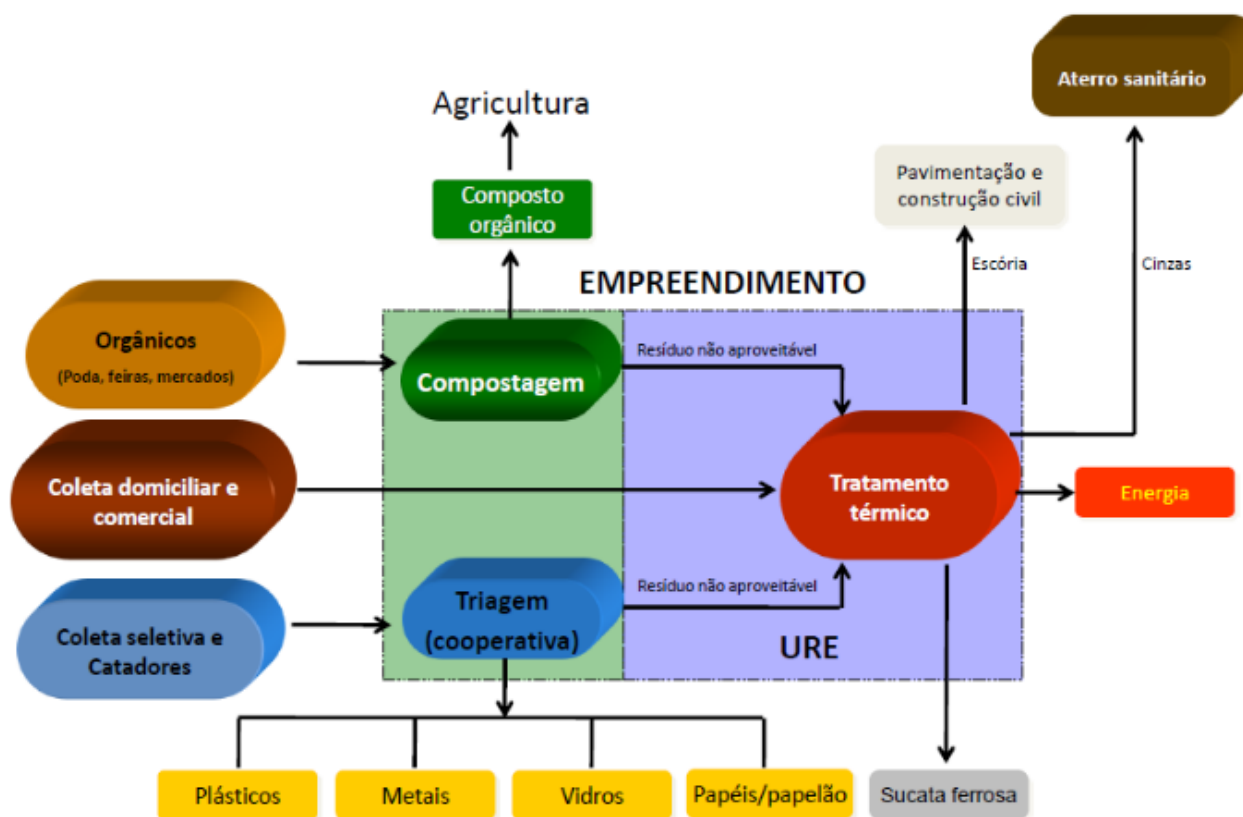 Aterro sanitário
Agricultura
Pavimentação e
construção civil
Composto
orgânico
Escória
Cinzas
EMPREENDIMENTO
Orgânicos
(Poda, feiras, mercados)
Resíduo não aproveitável
Compostagem
Coleta domiciliar e
comercial
Tratamento
térmico
Energia
Resíduo não aproveitável
Triagem
(cooperativa)
Coleta seletiva e
Catadores
URE
Plásticos
Metais
Vidros
Papéis/papelão
Sucata ferrosa